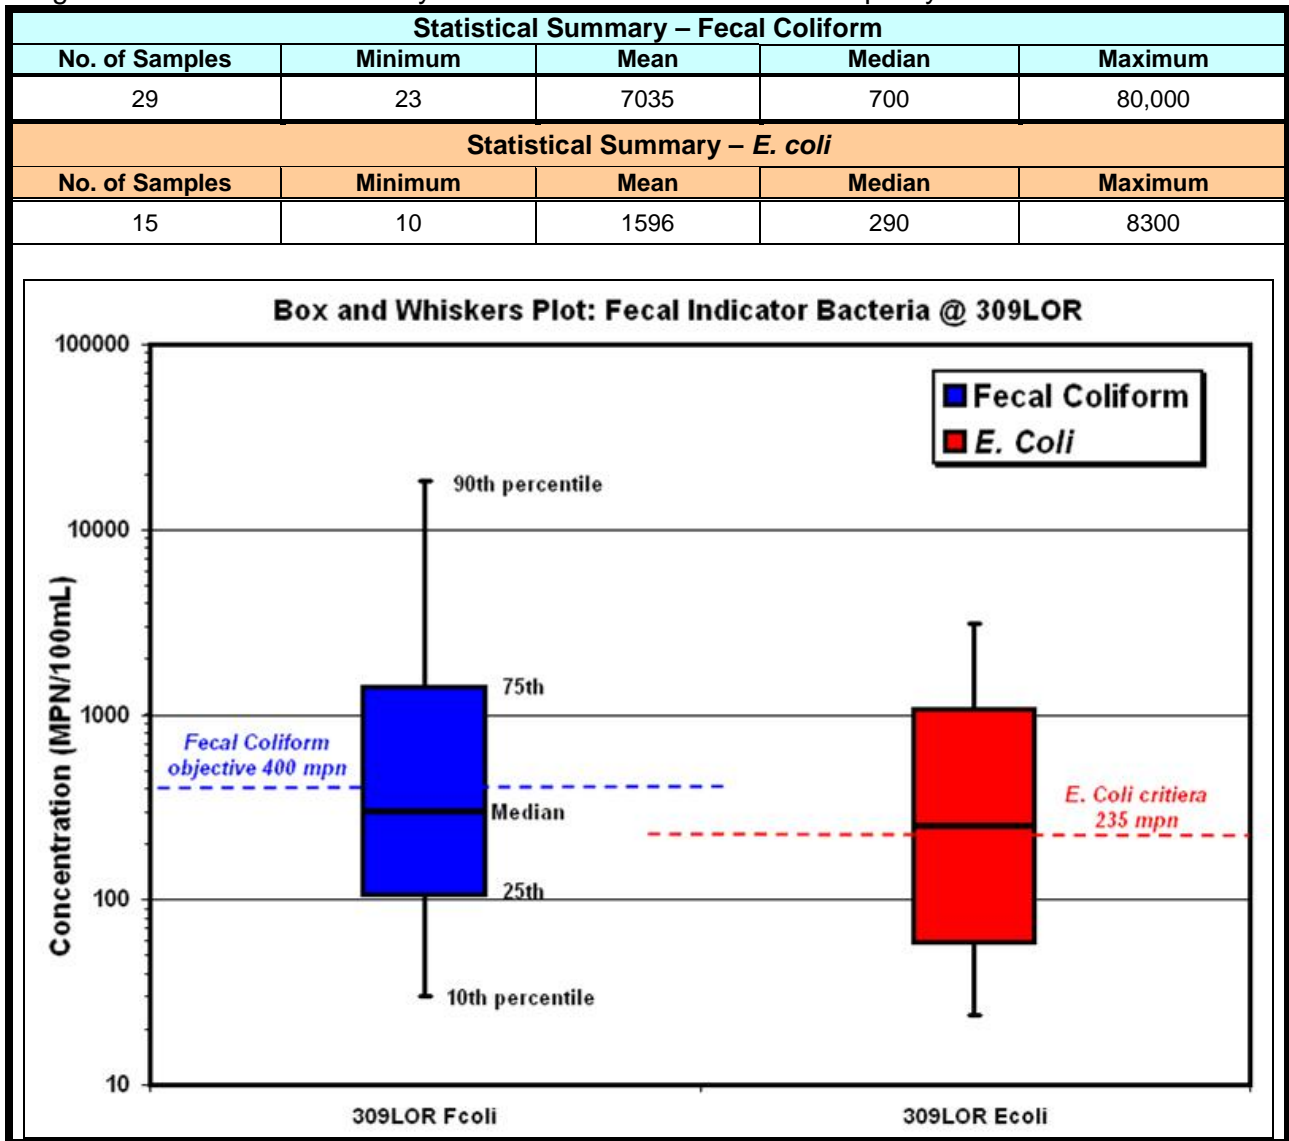 Statistical Summary – Fecal Coliform
No. of Samples Minimum Mean Median Maximum
29 23 7035 700 80,000
Statistical Summary – E. coli
No. of Samples Minimum Mean Median Maximum
15 10 1596 290 8300
Box and Whiskers Plot: Fecal Indicator Bacteria @ 309LOR
100000
Fecal Coliform
E. Coli
90th percentile
10000
Concentration (MPN/100mL)
75th
1000
Fecal Coliform
objective 400 mpn
E. Coli critiera
235 mpn
Median
100
25th
10th percentile
10
309LOR Fcoli 309LOR Ecoli